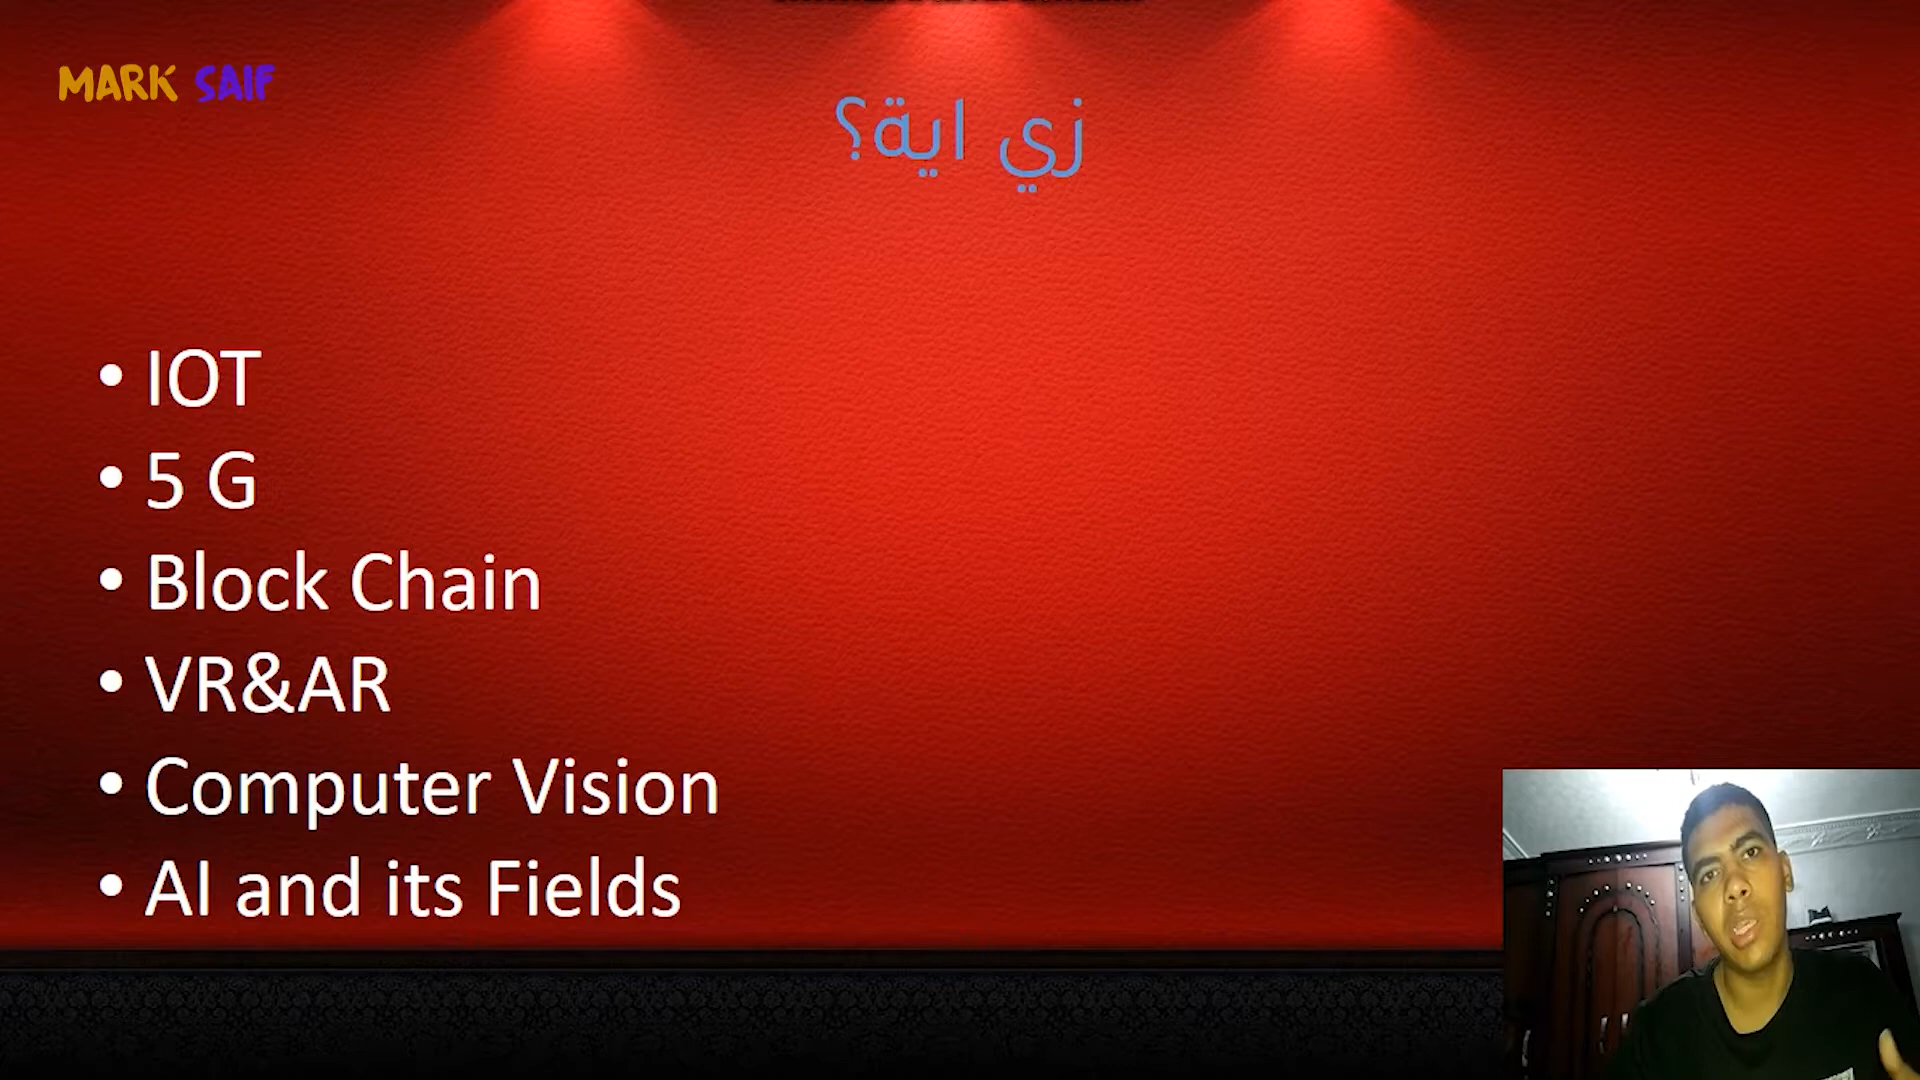 MARK SAIF
زي اية؟
• IOT
• 5 G
• Block Chain
• VR&AR
• Computer Vision
• AI and its Fields